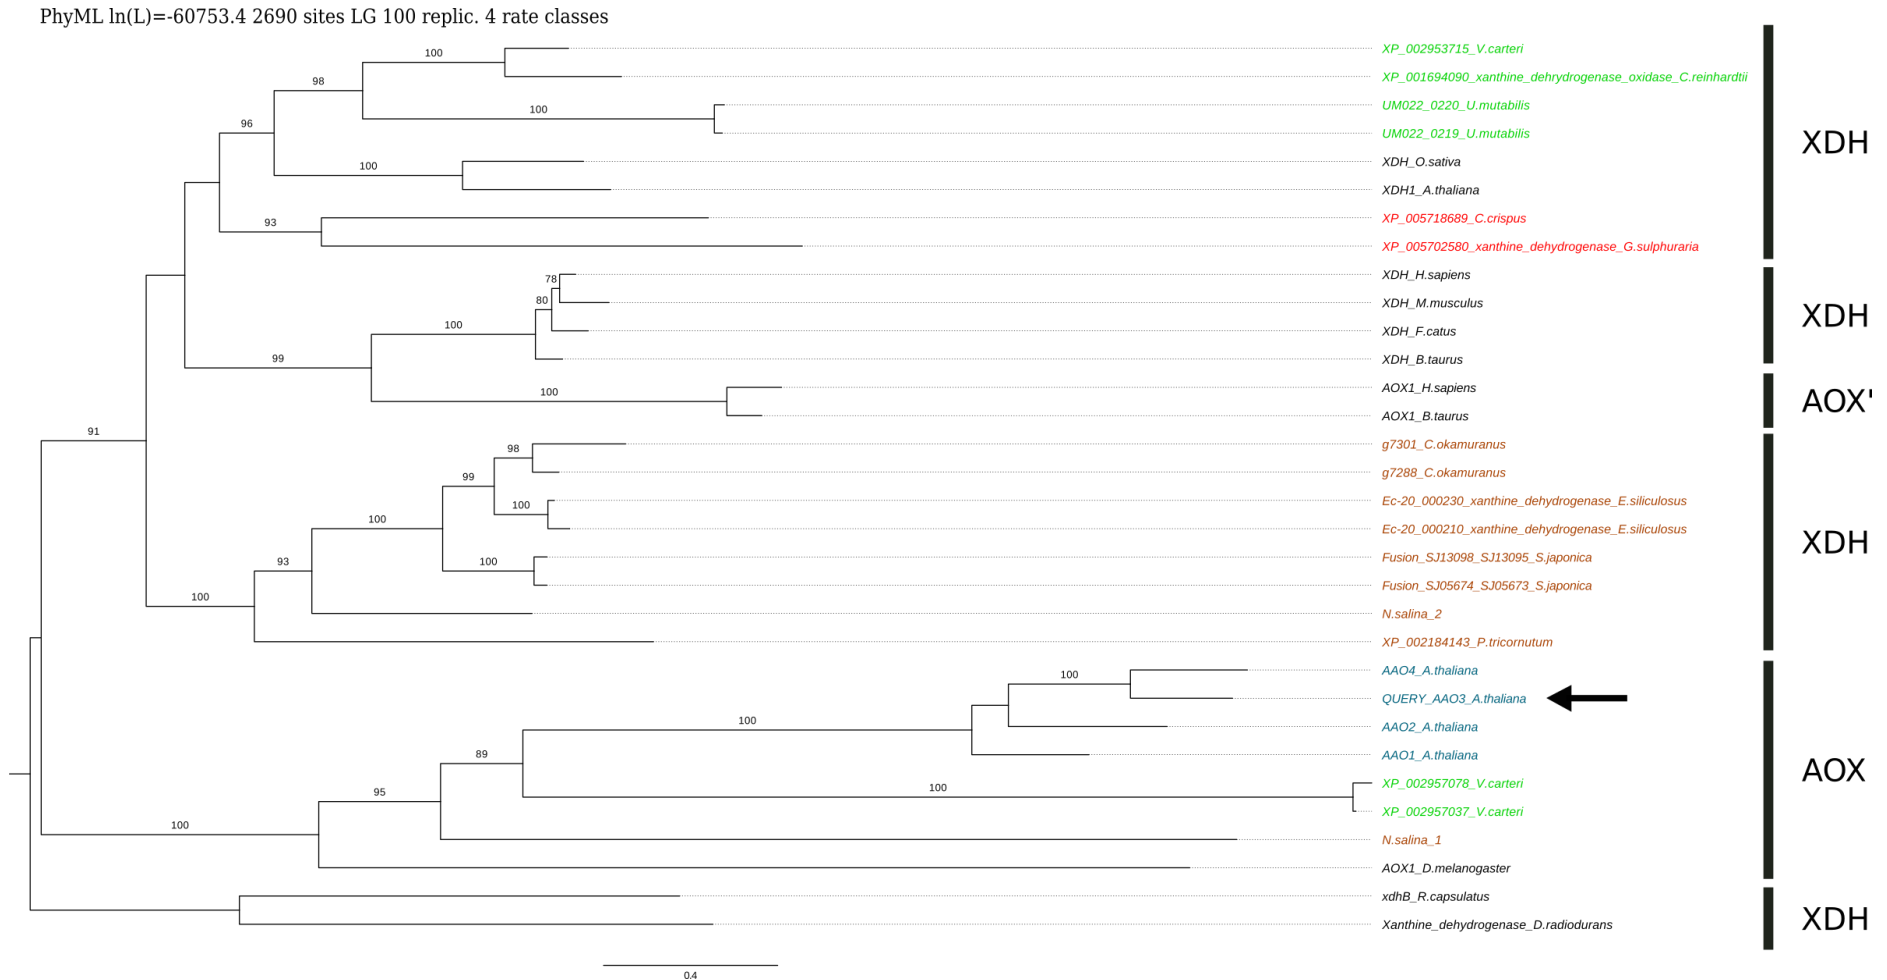 PhyML ln(L)=-60753.4 2690 sites LG 100 replic. 4 rate classes
100 XP_002953715_V.carteri
98 XP_001694090_xanthine_dehrydrogenase_oxidase_C.reinhardtii
100 UM022_0220_U.mutabilis
96 UM022_0219_U.mutabilis
XDH
100 XDH_O.sativa
XDH1_A.thaliana
93 XP_005718689_C.crispus
XP_005702580_xanthine_dehydrogenase_G.sulphuraria
78 XDH_H.sapiens
80 XDH_M.musculus
XDH
100 XDH_F.catus
99 XDH_B.taurus
100 AOX1_H.sapiens
AOX'
AOX1_B.taurus
91
98 g7301_C.okamuranus
99 g7288_C.okamuranus
100 Ec-20_000230_xanthine_dehydrogenase_E.siliculosus
100 Ec-20_000210_xanthine_dehydrogenase_E.siliculosus
XDH
93 100 Fusion_SJ13098_SJ13095_S.japonica
Fusion_SJ05674_SJ05673_S.japonica
100 N.salina_2
XP_002184143_P.tricornutum
100 AAO4_A.thaliana
QUERY_AAO3_A.thaliana
100 AAO2_A.thaliana
89 AAO1_A.thaliana
AOX
95 100 XP_002957078_V.carteri
XP_002957037_V.carteri
100 N.salina_1
AOX1_D.melanogaster
xdhB_R.capsulatus
XDH
Xanthine_dehydrogenase_D.radiodurans
0.4